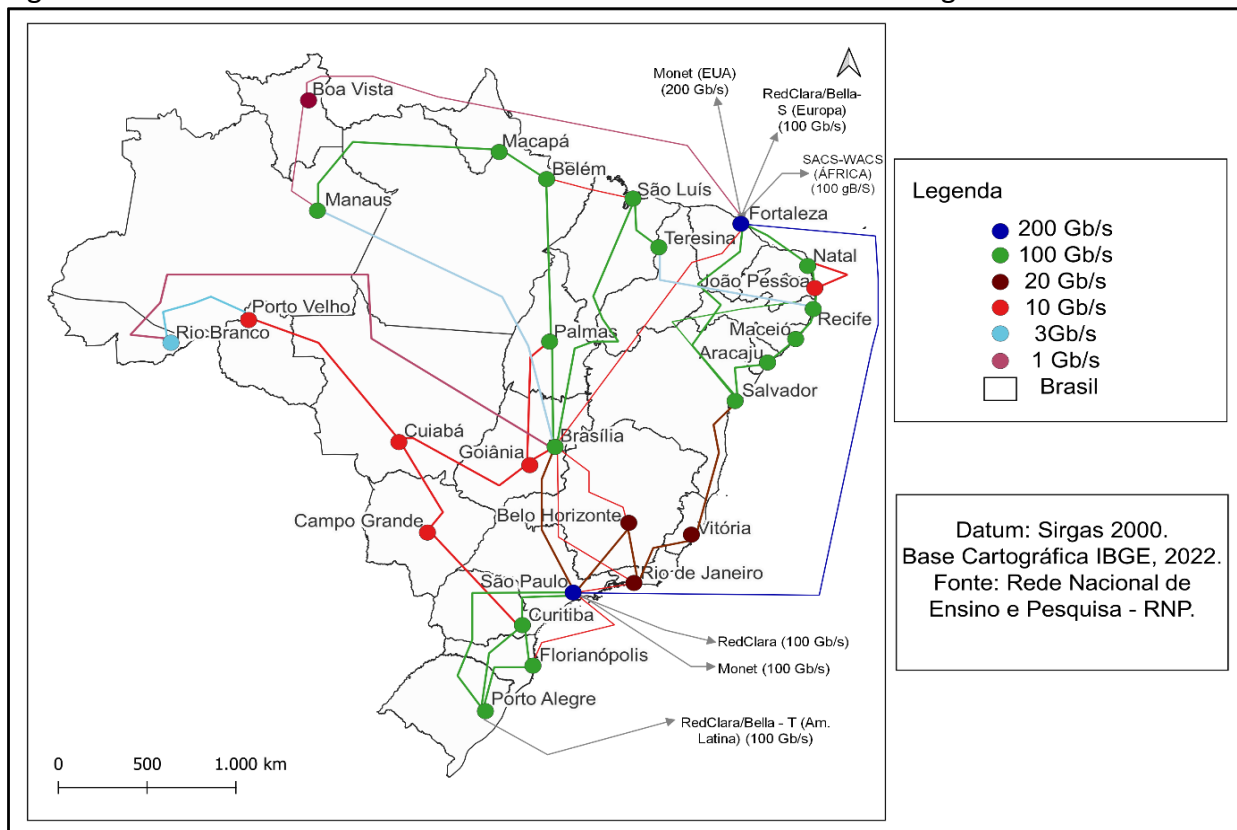 Monet (EUA)
(200 Gb/s)
RedClara/Bella-
S (Europa)
(100 Gb/s)
SACS-WACS
(ÁFRICA)
(100 gB/S)
Boa Vista
Macapá
Belém
São Luís
Manaus
Fortaleza
Teresina
Natal
João Pessoa
Recife
Porto Velho
Rio Branco
Palmas
Maceió
Aracaju
Salvador
Cuiabá
Goiânia
Brasília
Campo Grande
Belo Horizonte
Vitória
São Paulo
Rio de Janeiro
Curitiba
Florianópolis
Porto Alegre
RedClara (100 Gb/s)
Monet (100 Gb/s)
RedClara/Bella - T (Am.
Latina) (100 Gb/s)
0 500 1.000 km
Legenda
200 Gb/s
100 Gb/s
20 Gb/s
10 Gb/s
3Gb/s
1 Gb/s
Brasil
Datum: Sirgas 2000.
Base Cartográfica IBGE, 2022.
Fonte: Rede Nacional de
Ensino e Pesquisa - RNP.